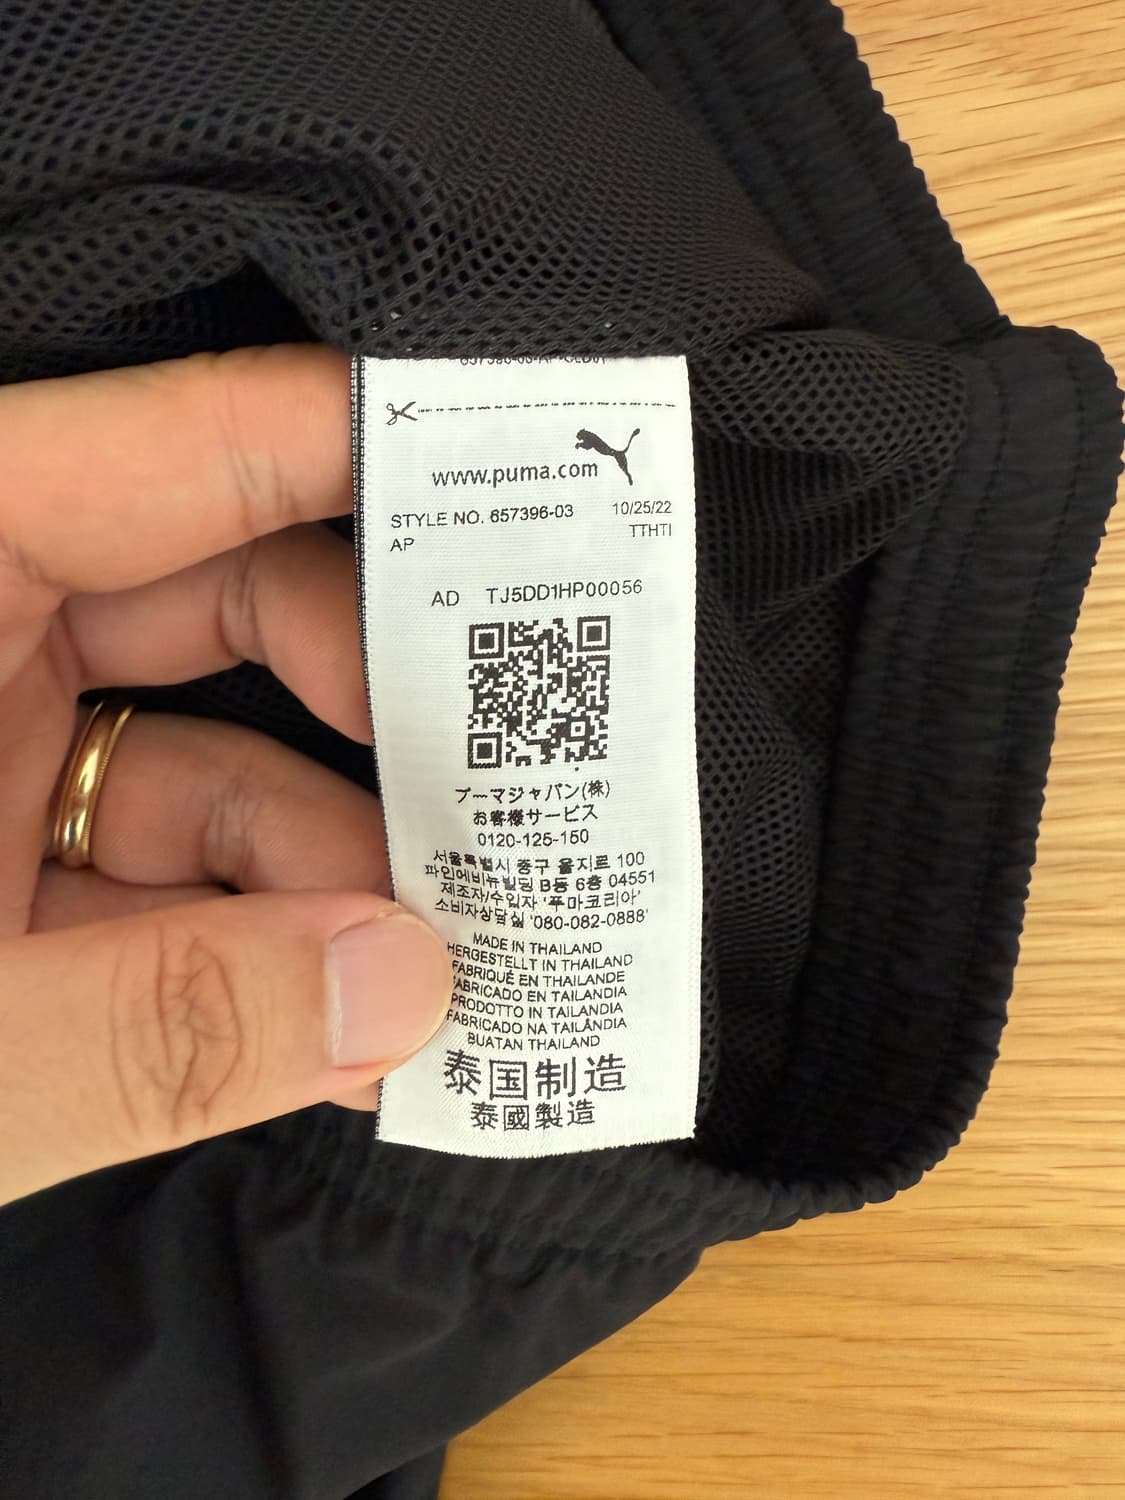 www.puma.com
STYLE NO. 657396-03 10/25/22
AP TTHTI
AD TJ5DD1HP00056
プーマジャパン(株)
お客様サービス
0120-125-150
서울특별시 중구 을지로 100
파인에비뉴빌딩 B동 6층 04551
제조자/수입자 '푸마코리아'
소비자상담실 '080-082-0888'
MADE IN THAILAND
HERGESTELLT IN THAILAND
FABRIQUÉ EN THAILANDE
FABRICADO EN TAILANDIA
PRODOTTO IN TAILANDIA
FABRICADO NA TAILÂNDIA
BUATAN THAILAND
泰国制造
泰國製造